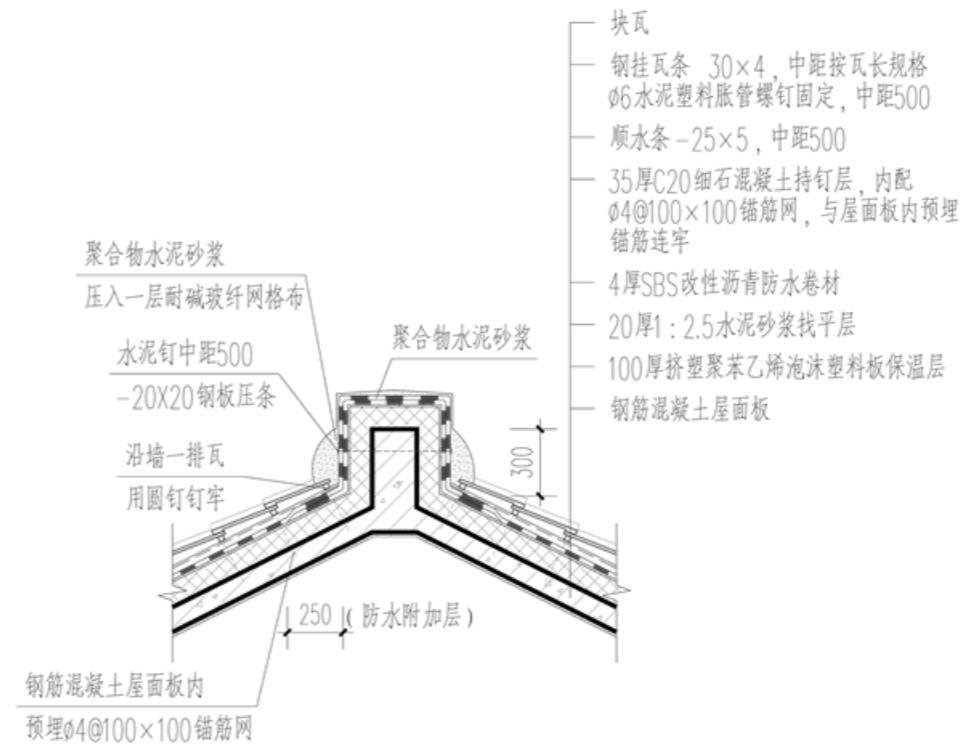 块瓦
钢挂瓦条 30×4，中距按瓦长规格
ø6水泥塑料胀管螺钉固定，中距500
顺水条-25×5，中距500
35厚C20细石混凝土持钉层，内配
ø4@100×100锚筋网，与屋面板内预埋
锚筋连牢
4厚SBS改性沥青防水卷材
20厚1：2.5水泥砂浆找平层
100厚挤塑聚苯乙烯泡沫塑料板保温层
钢筋混凝土屋面板
聚合物水泥砂浆
压入一层耐碱玻纤网格布
聚合物水泥砂浆
水泥钉中距500
-20X20钢板压条
沿墙一排瓦
用圆钉钉牢
300
250（防水附加层）
钢筋混凝土屋面板内
预埋ø4@100×100锚筋网